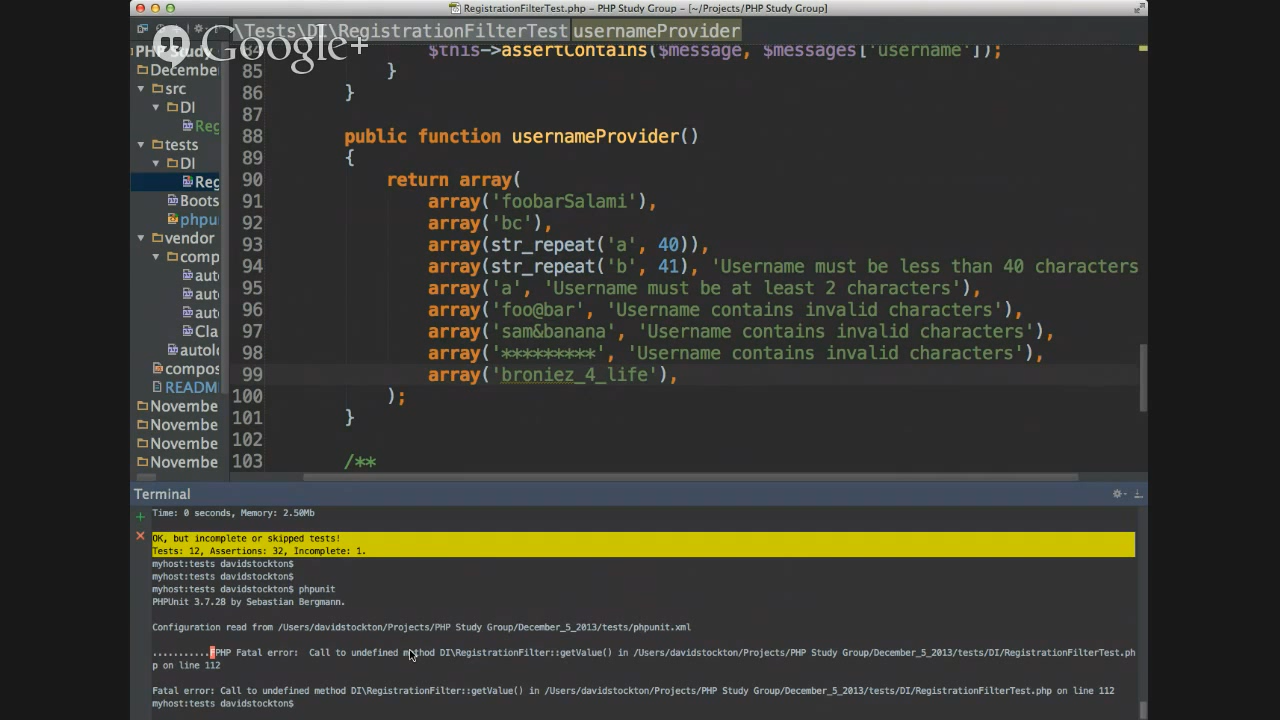 RegistrationFilterTest.php - PHP Study Group - [~/Projects/PHP Study Group]
\Tests\DI\RegistrationFilterTest usernameProvider
Google+
PHP Study
Decembe
src
DI
Reg
tests
DI
Reg
Boots
phpu
vendor
comp
aut
aut
aut
Cla
autolo
compos
README
Novembe
Novembe
Novembe
Novembe
84 $this->assertContains($message, $messages['username']);
85 }
86 }
87
88 public function usernameProvider()
89 {
90 return array(
91 array('foobarSalami'),
92 array('bc'),
93 array(str_repeat('a', 40)),
94 array(str_repeat('b', 41), 'Username must be less than 40 characters
95 array('a', 'Username must be at least 2 characters'),
96 array('foo@bar', 'Username contains invalid characters'),
97 array('sam&banana', 'Username contains invalid characters'),
98 array('*********', 'Username contains invalid characters'),
99 array('broniez_4_life'),
100 );
101 }
102
103 /**
Terminal
Time: 0 seconds, Memory: 2.50Mb
OK, but incomplete or skipped tests!
Tests: 12, Assertions: 32, Incomplete: 1.
myhost:tests davidstockton$
myhost:tests davidstockton$
myhost:tests davidstockton$ phpunit
PHPUnit 3.7.28 by Sebastian Bergmann.
Configuration read from /Users/davidstockton/Projects/PHP Study Group/December_5_2013/tests/phpunit.xml
...........FPHP Fatal error:  Call to undefined method DI\RegistrationFilter::getValue() in /Users/davidstockton/Projects/PHP Study Group/December_5_2013/tests/DI/RegistrationFilterTest.ph
p on line 112
Fatal error: Call to undefined method DI\RegistrationFilter::getValue() in /Users/davidstockton/Projects/PHP Study Group/December_5_2013/tests/DI/RegistrationFilterTest.php on line 112
myhost:tests davidstockton$